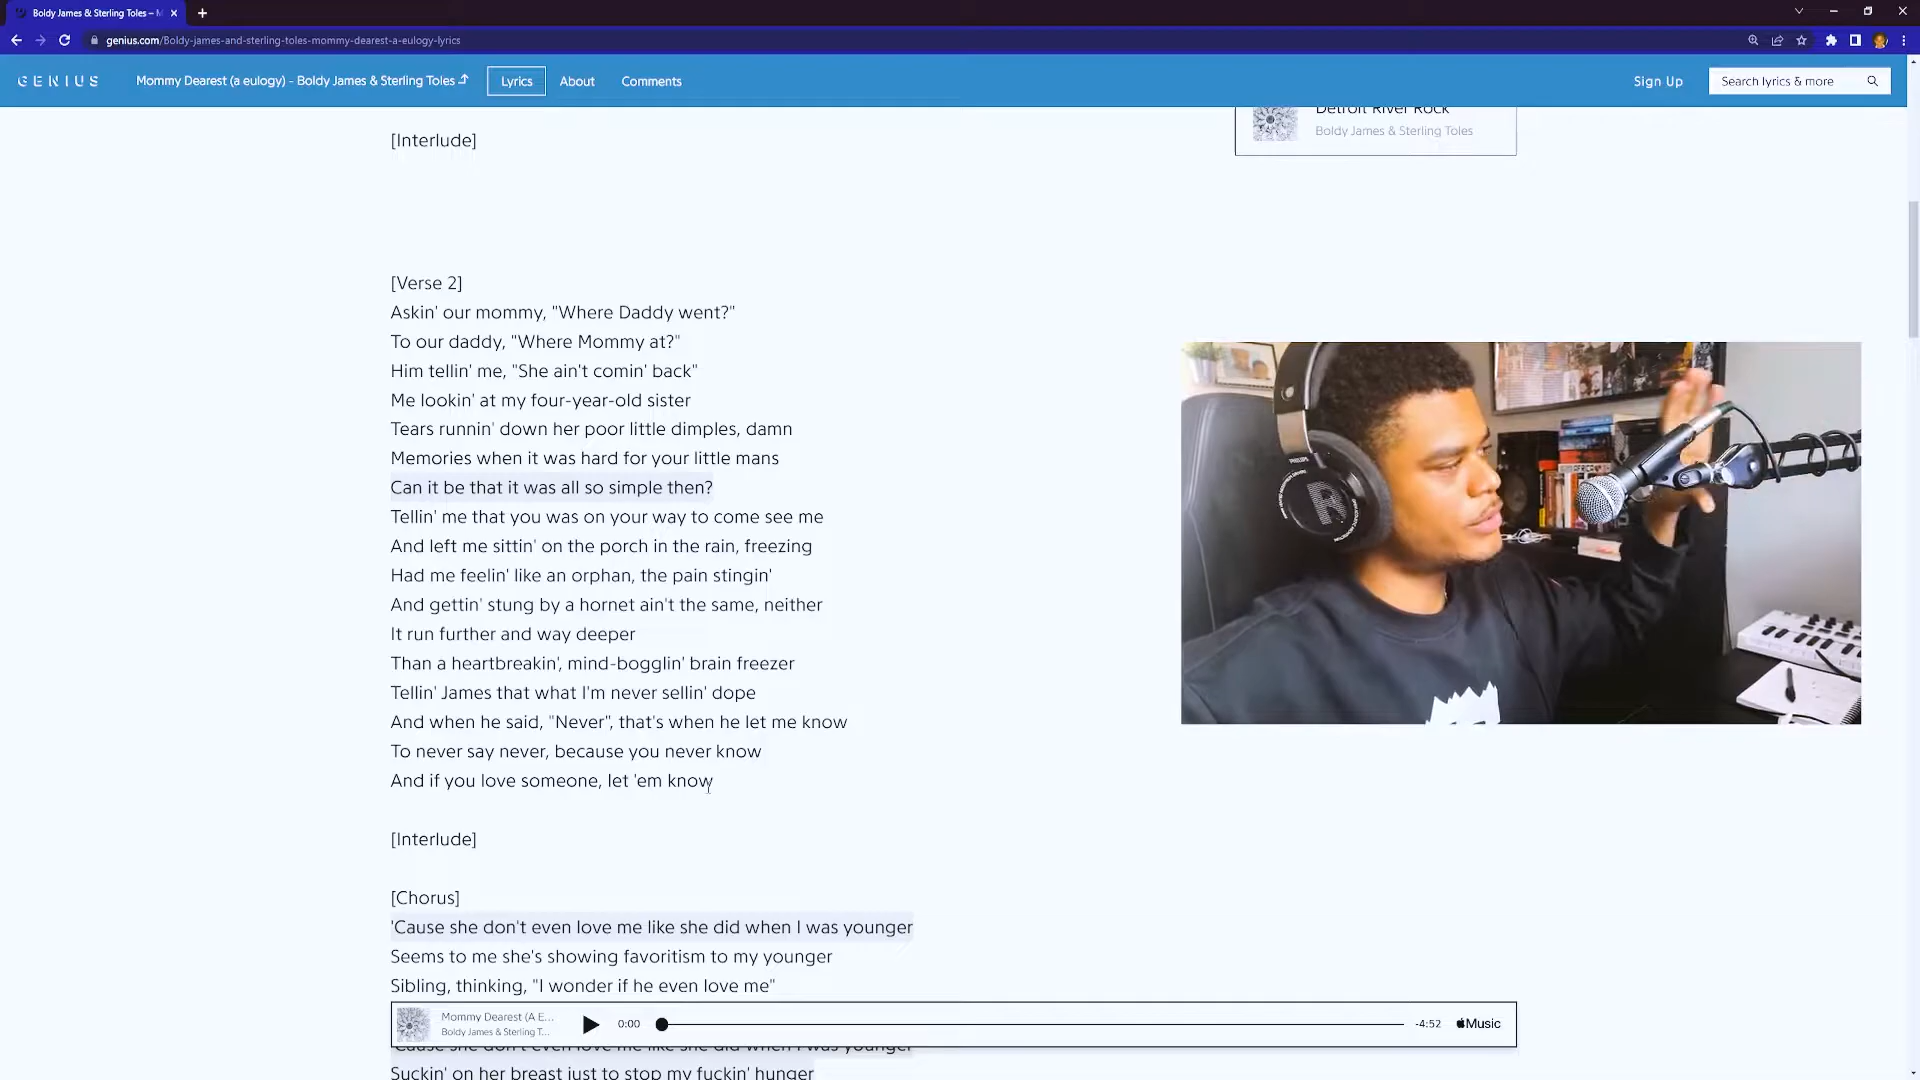 Boldy James & Sterling Toles – M
genius.com/Boldy-james-and-sterling-toles-mommy-dearest-a-eulogy-lyrics
GENIUS
Mommy Dearest (a eulogy) - Boldy James & Sterling Toles
Lyrics
About
Comments
Sign Up
Search lyrics & more
Detroit River Rock
Boldy James & Sterling Toles
[Interlude]
[Verse 2]
Askin' our mommy, "Where Daddy went?"
To our daddy, "Where Mommy at?"
Him tellin' me, "She ain't comin' back"
Me lookin' at my four-year-old sister
Tears runnin' down her poor little dimples, damn
Memories when it was hard for your little mans
Can it be that it was all so simple then?
Tellin' me that you was on your way to come see me
And left me sittin' on the porch in the rain, freezing
Had me feelin' like an orphan, the pain stingin'
And gettin' stung by a hornet ain't the same, neither
It run further and way deeper
Than a heartbreakin', mind-bogglin' brain freezer
Tellin' James that what I'm never sellin' dope
And when he said, "Never", that's when he let me know
To never say never, because you never know
And if you love someone, let 'em know
[Interlude]
[Chorus]
'Cause she don't even love me like she did when I was younger
Seems to me she's showing favoritism to my younger
Sibling, thinking, "I wonder if he even love me"
Mommy Dearest (A E...
Boldy James & Sterling T...
0:00
-4:52
Music
'Cause she don't even love me like she did when I was younger
Suckin' on her breast just to stop my fuckin' hunger